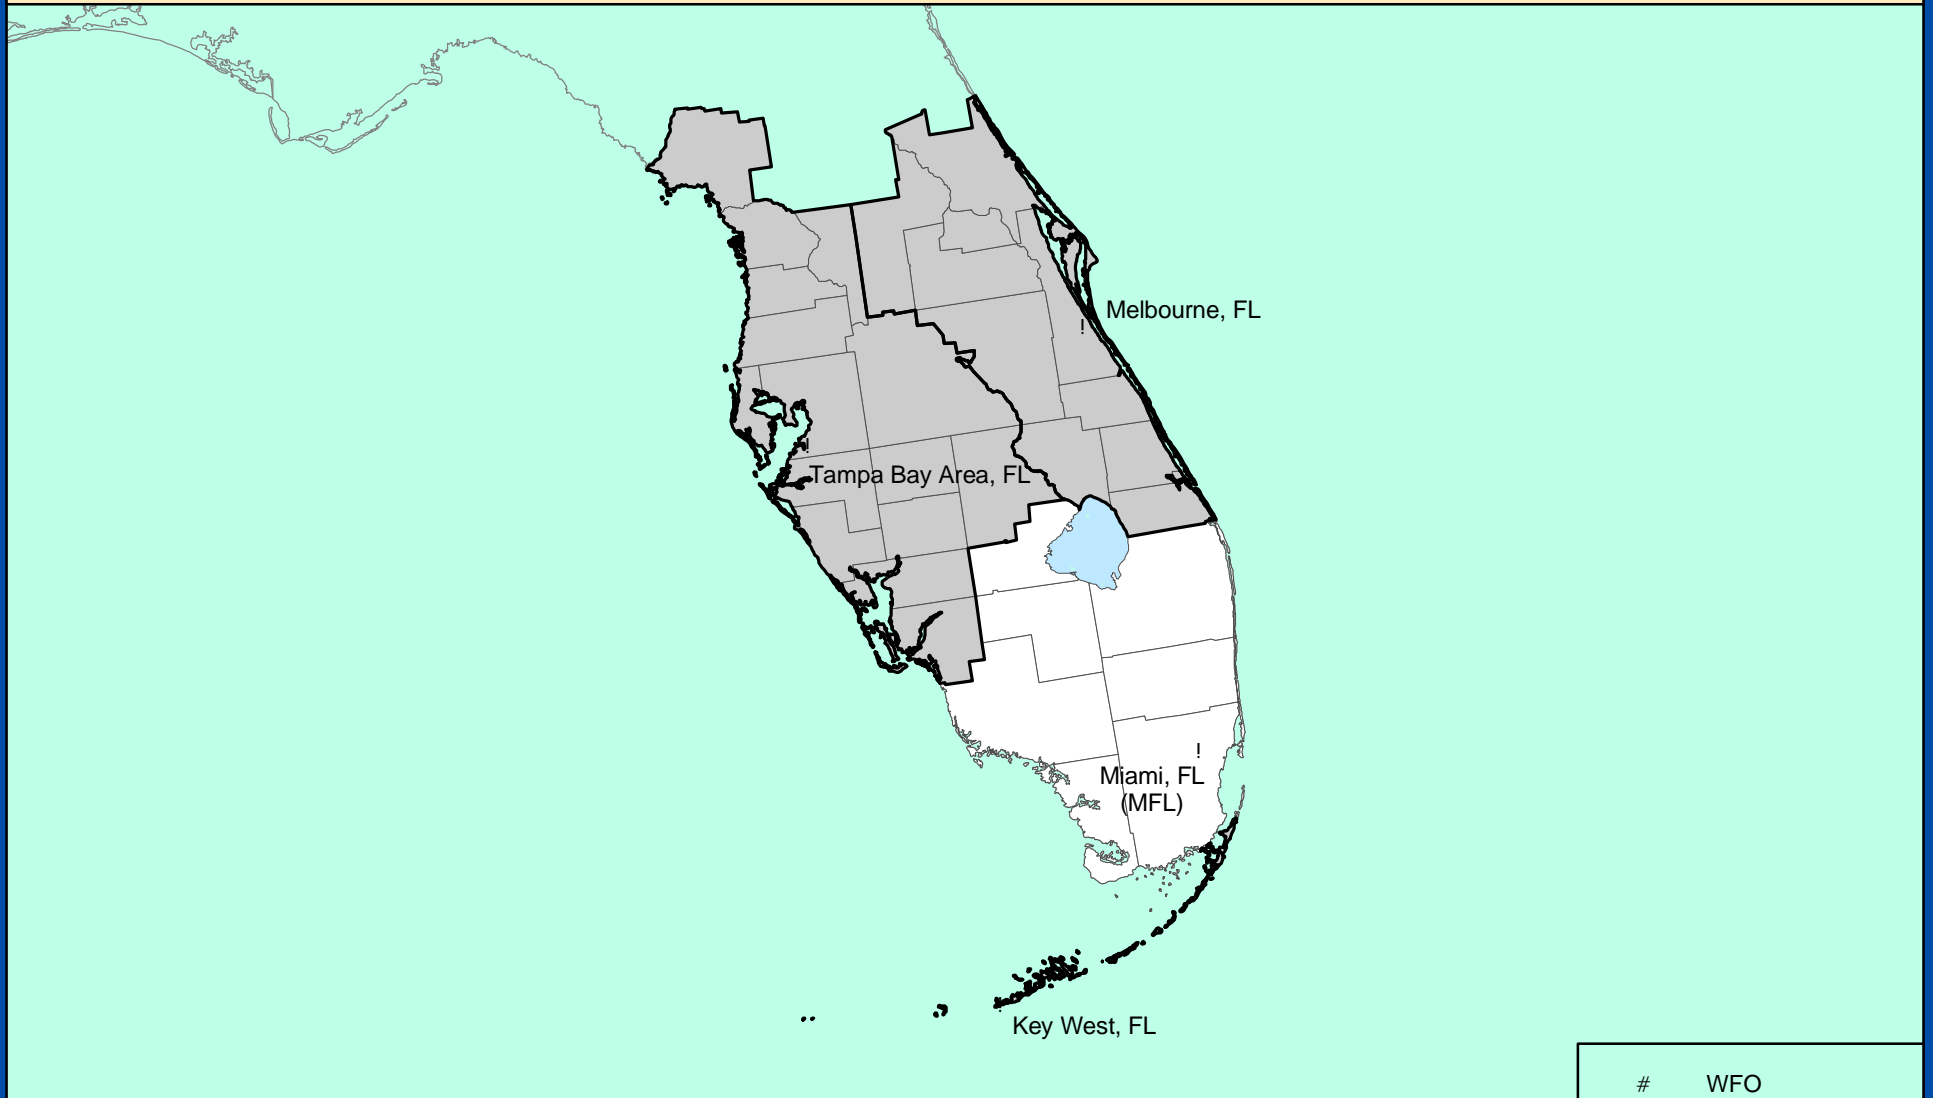 Melbourne, FL
!
!
Tampa Bay Area, FL
!
Miami, FL
(MFL)
Key West, FL
# WFO